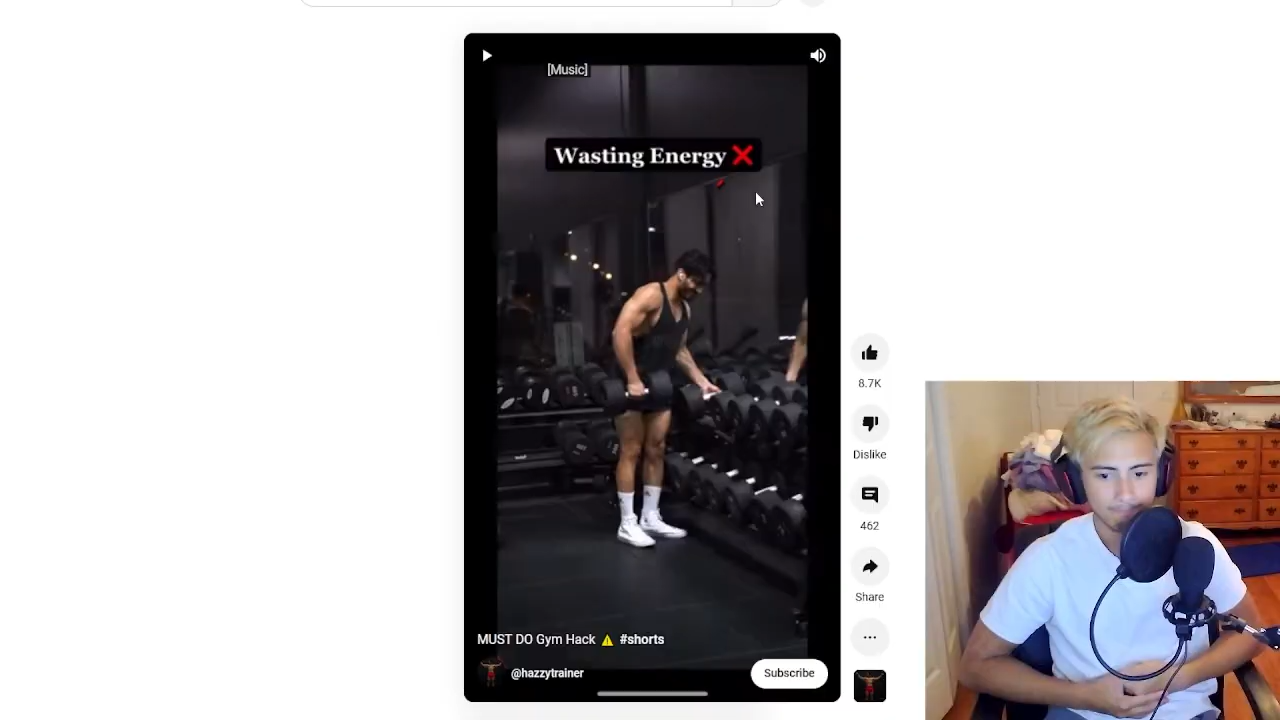 [Music]
Wasting Energy ❌
8.7K
Dislike
462
Share
MUST DO Gym Hack ⚠️ #shorts
@hazzytrainer
Subscribe